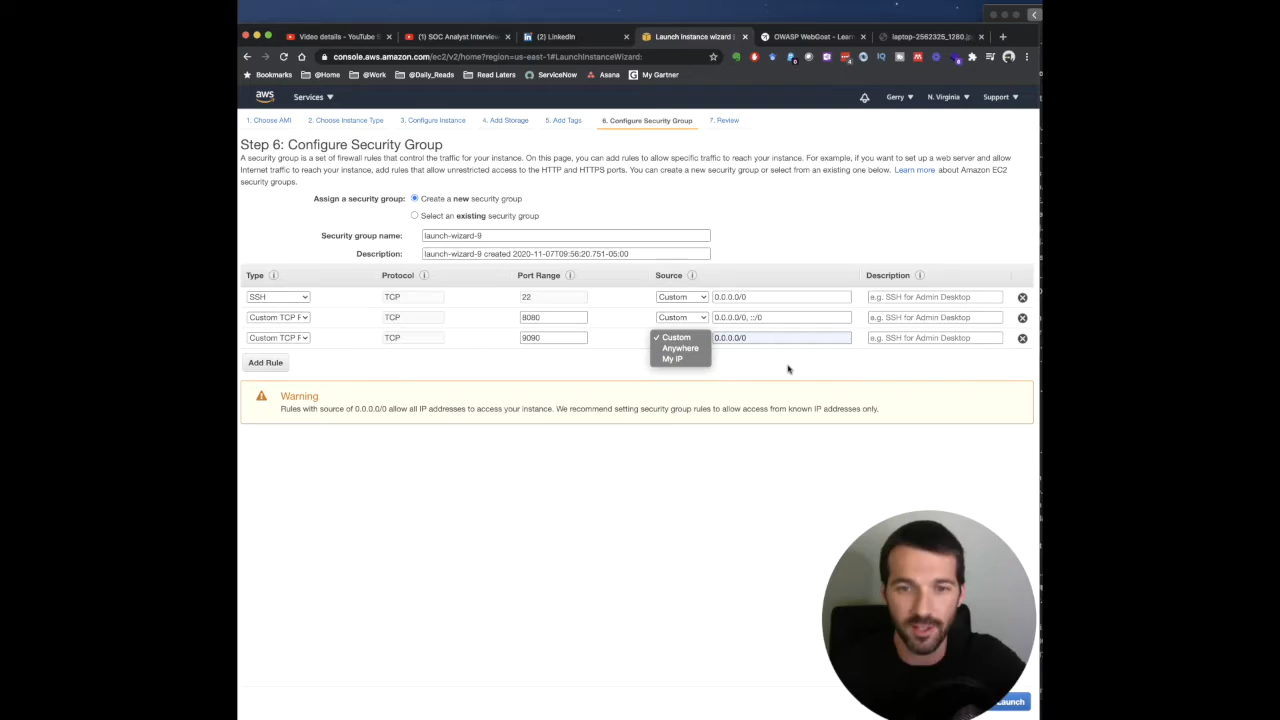 Video details - YouTube
(1) SOC Analyst Interview
(2) LinkedIn
Launch instance wizard |
OWASP WebGoat - Learn
laptop-2562325_1280.jp
console.aws.amazon.com/ec2/v2/home?region=us-east-1#LaunchInstanceWizard:
Bookmarks
@Home
@Work
@Daily_Reads
Read Laters
ServiceNow
Asana
My Gartner
aws
Services
Gerry
N. Virginia
Support
1. Choose AMI
2. Choose Instance Type
3. Configure Instance
4. Add Storage
5. Add Tags
6. Configure Security Group
7. Review
Step 6: Configure Security Group
A security group is a set of firewall rules that control the traffic for your instance. On this page, you can add rules to allow specific traffic to reach your instance. For example, if you want to set up a web server and allow
Internet traffic to reach your instance, add rules that allow unrestricted access to the HTTP and HTTPS ports. You can create a new security group or select from an existing one below. Learn more about Amazon EC2
security groups.
Assign a security group: Create a new security group
Select an existing security group
Security group name: launch-wizard-9
Description: launch-wizard-9 created 2020-11-07T09:56:20.751-05:00
Type Protocol Port Range Source Description
SSH TCP 22 Custom 0.0.0.0/0 e.g. SSH for Admin Desktop
Custom TCP TCP 8080 Custom 0.0.0.0/0, ::/0 e.g. SSH for Admin Desktop
Custom TCP TCP 9090 Custom 0.0.0.0/0 e.g. SSH for Admin Desktop
Anywhere
My IP
Add Rule
Warning
Rules with source of 0.0.0.0/0 allow all IP addresses to access your instance. We recommend setting security group rules to allow access from known IP addresses only.
Launch